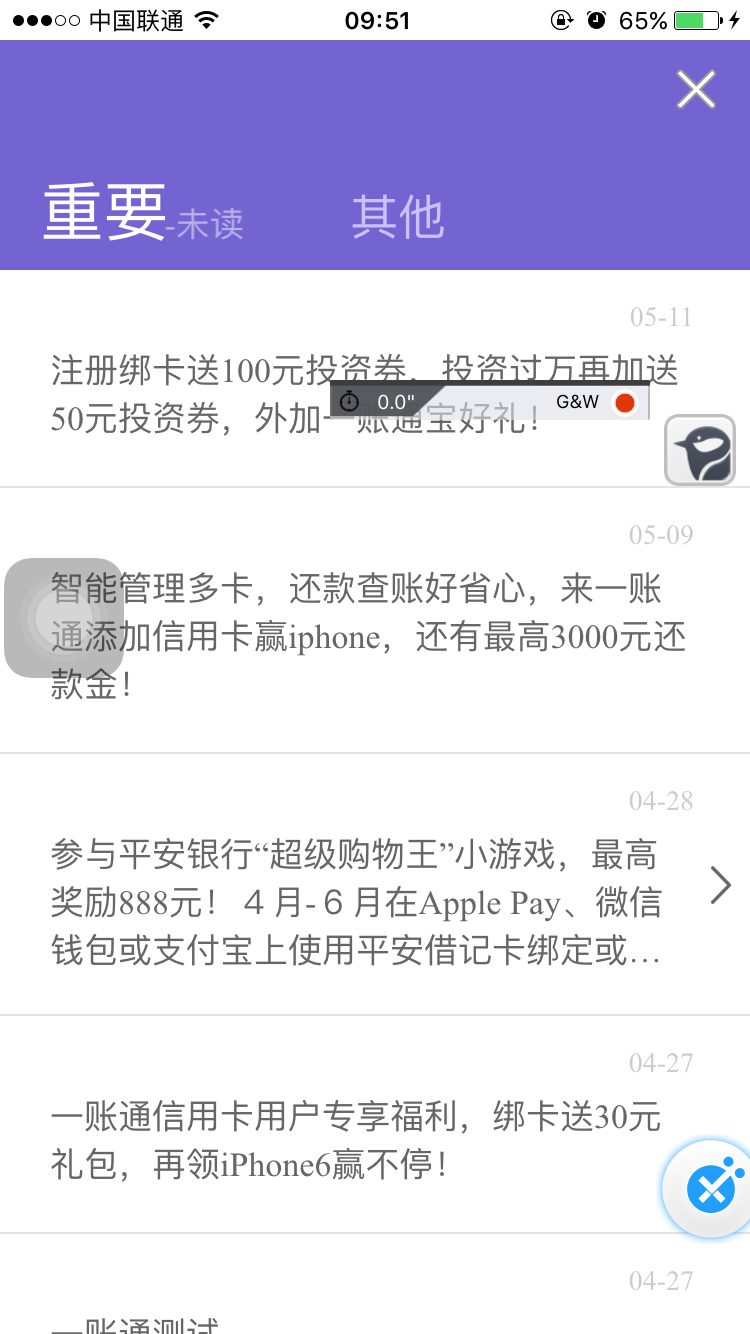 中国联通
09:51
65%
重要-未读
其他
05-11
注册绑卡送100元投资券，投资过万再加送
0.0"
G&W
50元投资券，外加一账通宝好礼！
05-09
智能管理多卡，还款查账好省心，来一账
通添加信用卡赢iphone，还有最高3000元还
款金！
04-28
参与平安银行“超级购物王”小游戏，最高
奖励888元！４月-６月在Apple Pay、微信
钱包或支付宝上使用平安借记卡绑定或…
04-27
一账通信用卡用户专享福利，绑卡送30元
礼包，再领iPhone6赢不停！
04-27
一账通测试